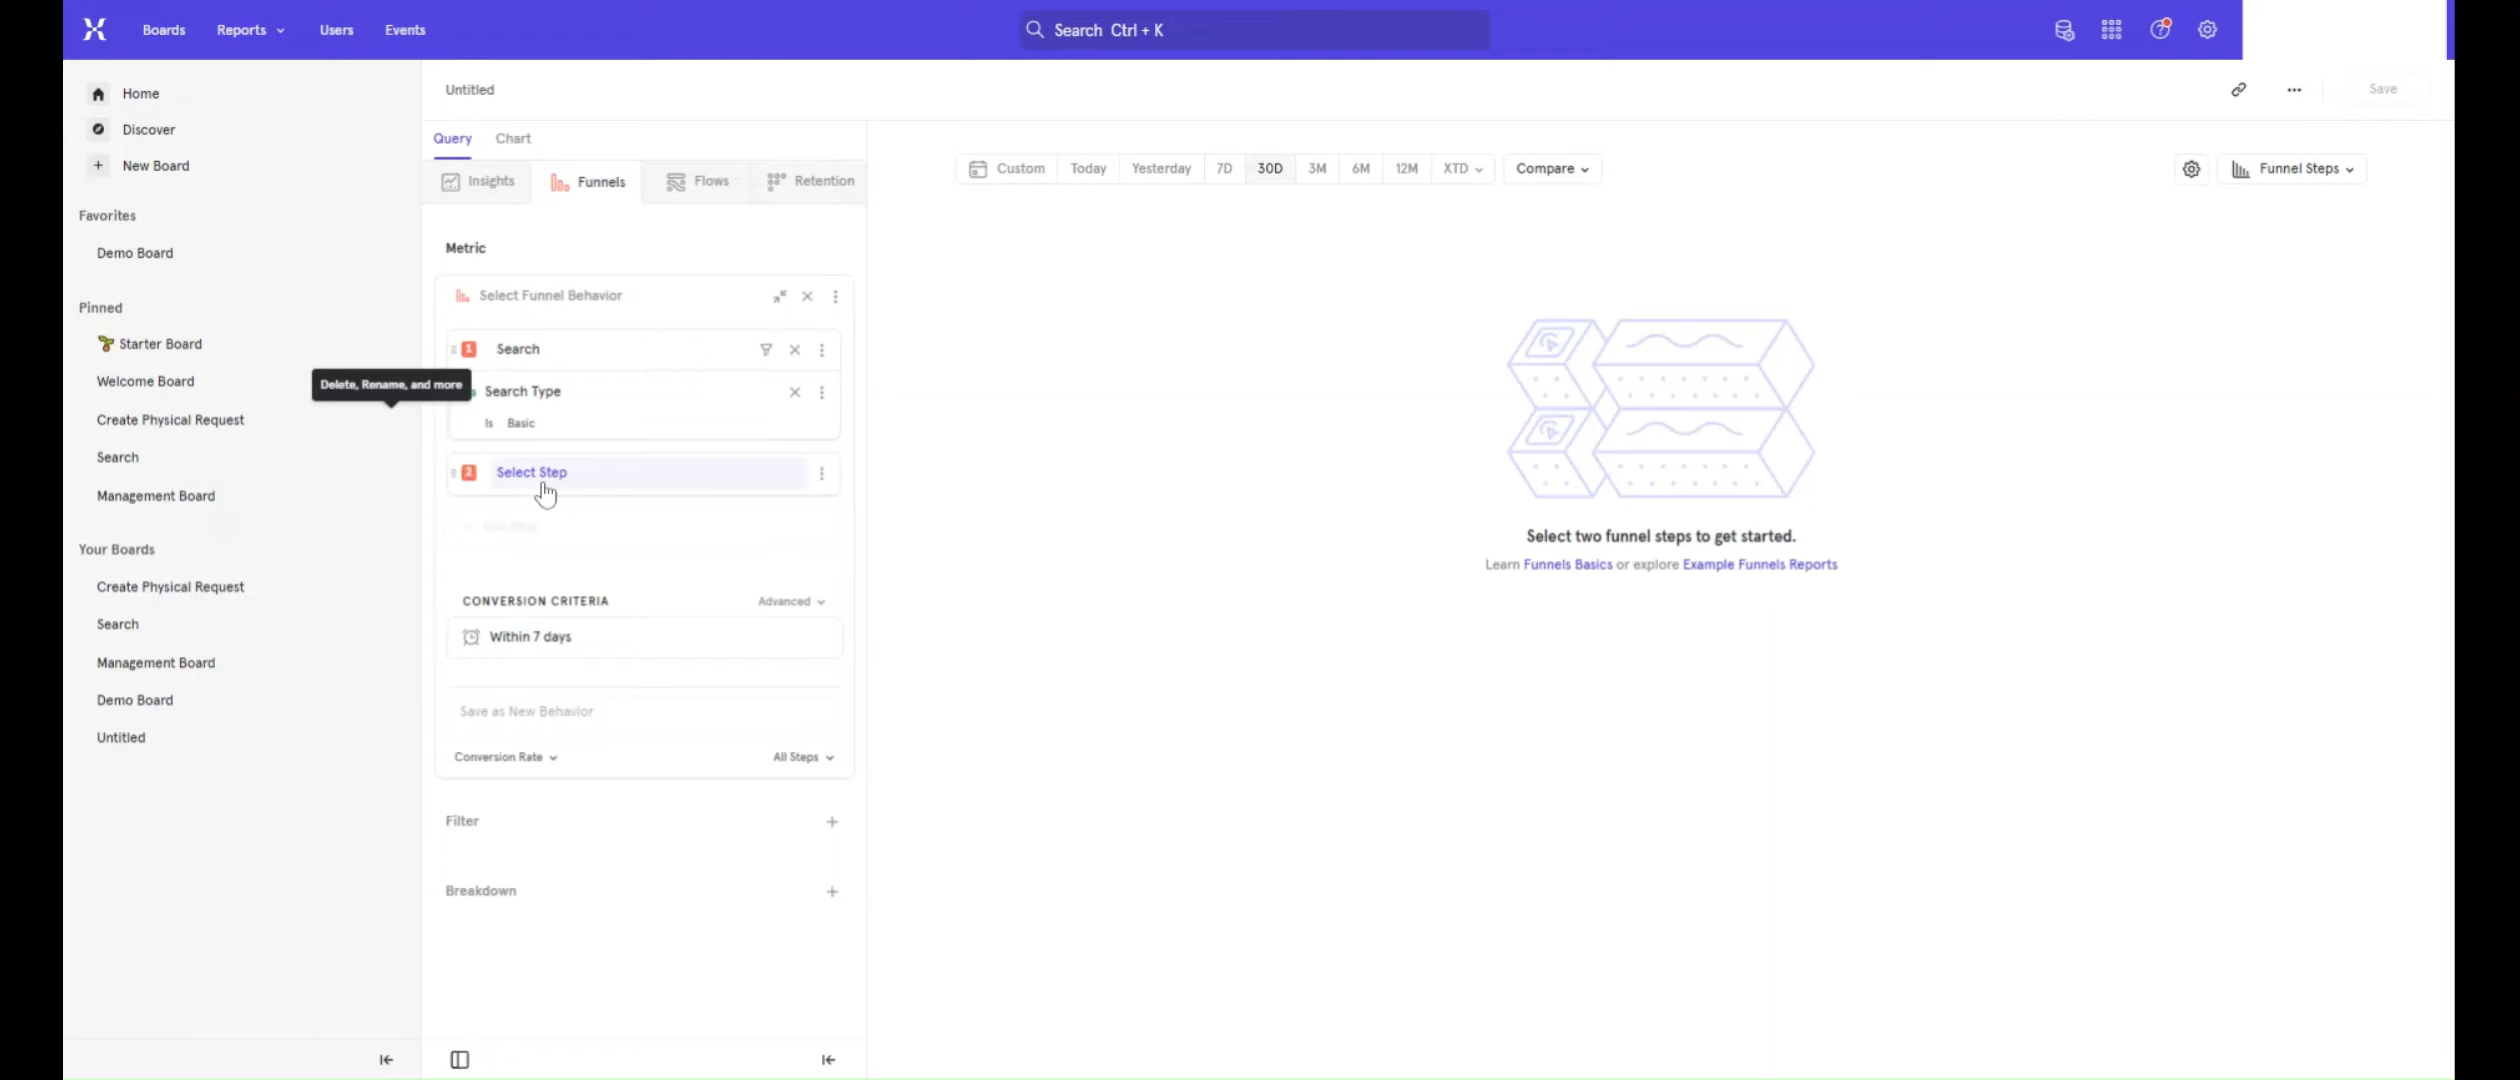 Boards Reports Users Events Search Ctrl + K
Home
Discover
New Board
Favorites
Demo Board
Pinned
Starter Board
Welcome Board
Create Physical Request
Search
Management Board
Your Boards
Create Physical Request
Search
Management Board
Demo Board
Untitled
Delete, Rename, and more
Untitled
Save
Query Chart
Insights Funnels Flows Retention
Metric
Select Funnel Behavior
1 Search
Search Type
Is Basic
2 Select Step
CONVERSION CRITERIA Advanced
Within 7 days
Save as New Behavior
Conversion Rate All Steps
Filter
Breakdown
Custom Today Yesterday 7D 30D 3M 6M 12M XTD Compare
Funnel Steps
Select two funnel steps to get started.
Learn Funnels Basics or explore Example Funnels Reports